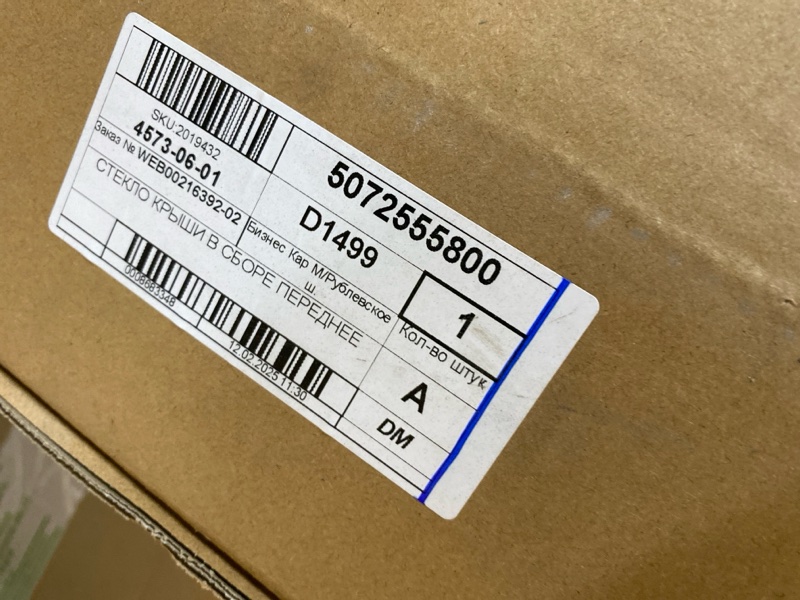 SKU:2019432
4573-06-01
Заказ № WEB00216392-02
5072555800
D1499
Бизнес Кар М/Рублевское
ш.
1
Кол-во штук
СТЕКЛО КРЫШИ В СБОРЕ ПЕРЕДНЕЕ
A
DM
0038883348
12.02.2025 11:30